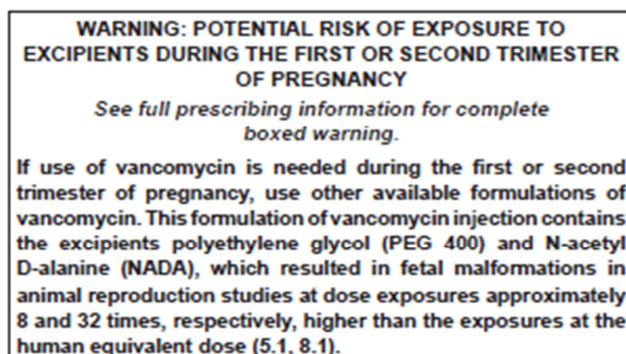 WARNING: POTENTIAL RISK OF EXPOSURE TO
EXCIPIENTS DURING THE FIRST OR SECOND TRIMESTER
OF PREGNANCY
See full prescribing information for complete
boxed warning.
If use of vancomycin is needed during the first or second
trimester of pregnancy, use other available formulations of
vancomycin. This formulation of vancomycin injection contains
the excipients polyethylene glycol (PEG 400) and N-acetyl
D-alanine (NADA), which resulted in fetal malformations in
animal reproduction studies at dose exposures approximately
8 and 32 times, respectively, higher than the exposures at the
human equivalent dose (5.1, 8.1).